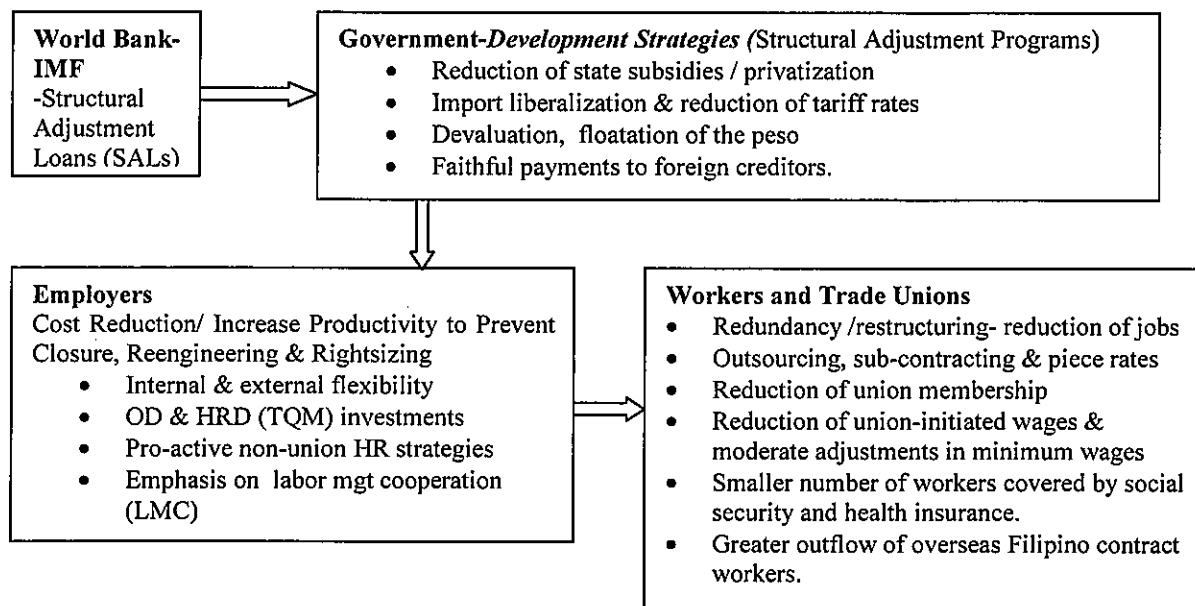 World Bank-
IMF
-Structural
Adjustment
Loans (SALs)
Government-Development Strategies (Structural Adjustment Programs)
• Reduction of state subsidies / privatization
• Import liberalization & reduction of tariff rates
• Devaluation, floatation of the peso
• Faithful payments to foreign creditors.
Employers
Cost Reduction/ Increase Productivity to Prevent
Closure, Reengineering & Rightsizing
• Internal & external flexibility
• OD & HRD (TQM) investments
• Pro-active non-union HR strategies
• Emphasis on labor mgt cooperation
(LMC)
Workers and Trade Unions
• Redundancy /restructuring- reduction of jobs
• Outsourcing, sub-contracting & piece rates
• Reduction of union membership
• Reduction of union-initiated wages &
moderate adjustments in minimum wages
• Smaller number of workers covered by social
security and health insurance.
• Greater outflow of overseas Filipino contract
workers.